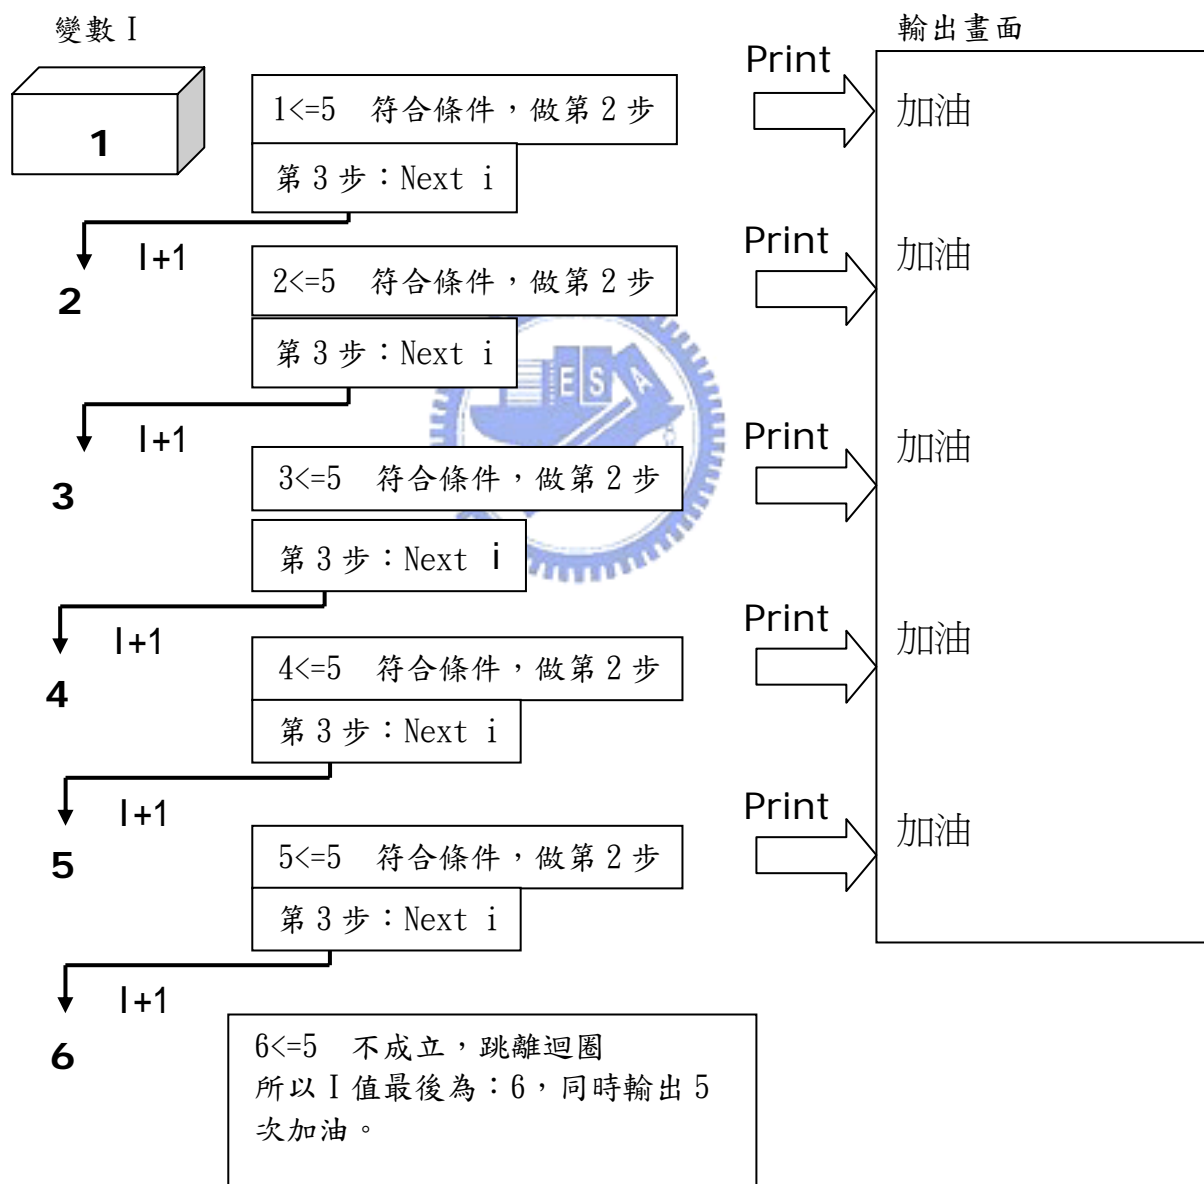 變數 I
輸出畫面
1
1<=5 符合條件，做第 2 步
Print
加油
第 3 步：Next i
I+1
2
2<=5 符合條件，做第 2 步
Print
加油
第 3 步：Next i
ESA
I+1
3
3<=5 符合條件，做第 2 步
Print
加油
第 3 步：Next i
I+1
4
4<=5 符合條件，做第 2 步
Print
加油
第 3 步：Next i
I+1
5
5<=5 符合條件，做第 2 步
Print
加油
第 3 步：Next i
I+1
6
6<=5 不成立，跳離迴圈
所以 I 值最後為：6，同時輸出 5
次加油。